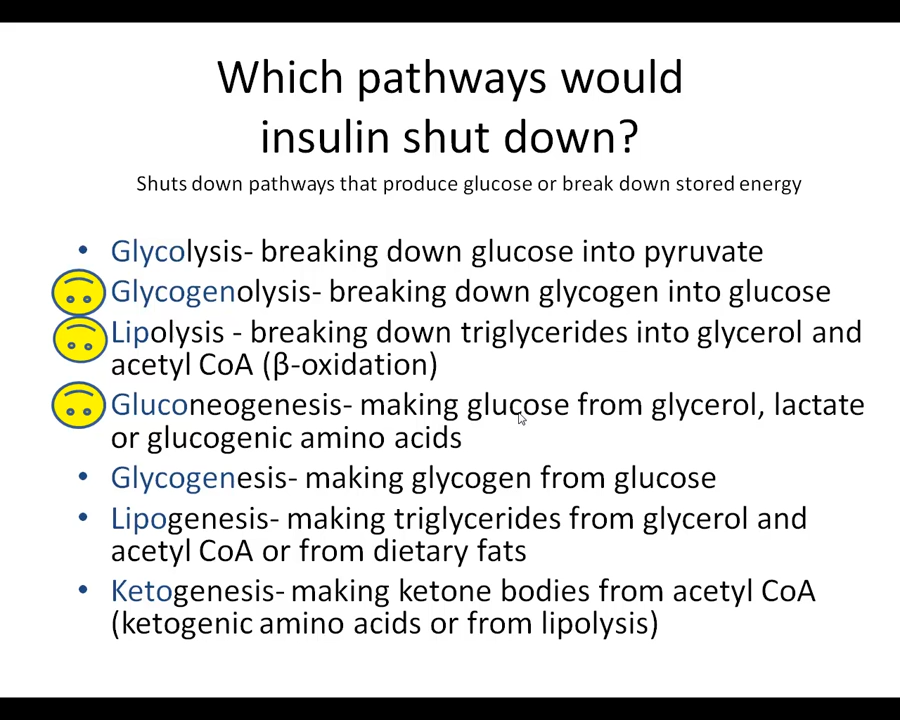 Which pathways would
insulin shut down?
Shuts down pathways that produce glucose or break down stored energy
• Glycolysis- breaking down glucose into pyruvate
Glycogenolysis- breaking down glycogen into glucose
Lipolysis - breaking down triglycerides into glycerol and
acetyl CoA (β-oxidation)
Gluconeogenesis- making glucose from glycerol, lactate
or glucogenic amino acids
• Glycogenesis- making glycogen from glucose
• Lipogenesis- making triglycerides from glycerol and
acetyl CoA or from dietary fats
• Ketogenesis- making ketone bodies from acetyl CoA
(ketogenic amino acids or from lipolysis)